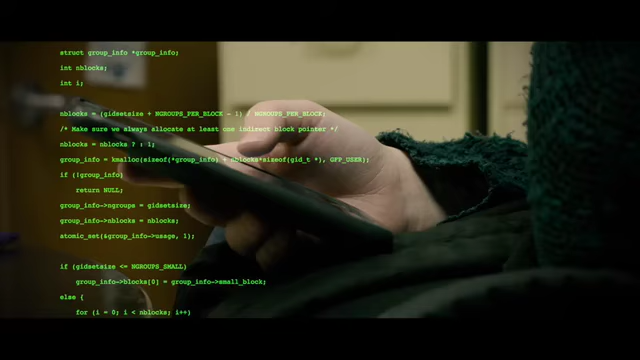 struct group_info *group_info;
int nblocks;
int i;
nblocks = (gidsetsize + NGROUPS_PER_BLOCK - 1) / NGROUPS_PER_BLOCK;
/* Make sure we always allocate at least one indirect block pointer */
nblocks = nblocks ? : 1;
group_info = kmalloc(sizeof(*group_info) + nblocks*sizeof(gid_t *), GFP_USER);
if (!group_info)
return NULL;
group_info->ngroups = gidsetsize;
group_info->nblocks = nblocks;
atomic_set(&group_info->usage, 1);
if (gidsetsize <= NGROUPS_SMALL)
group_info->blocks[0] = group_info->small_block;
else {
for (i = 0; i < nblocks; i++)